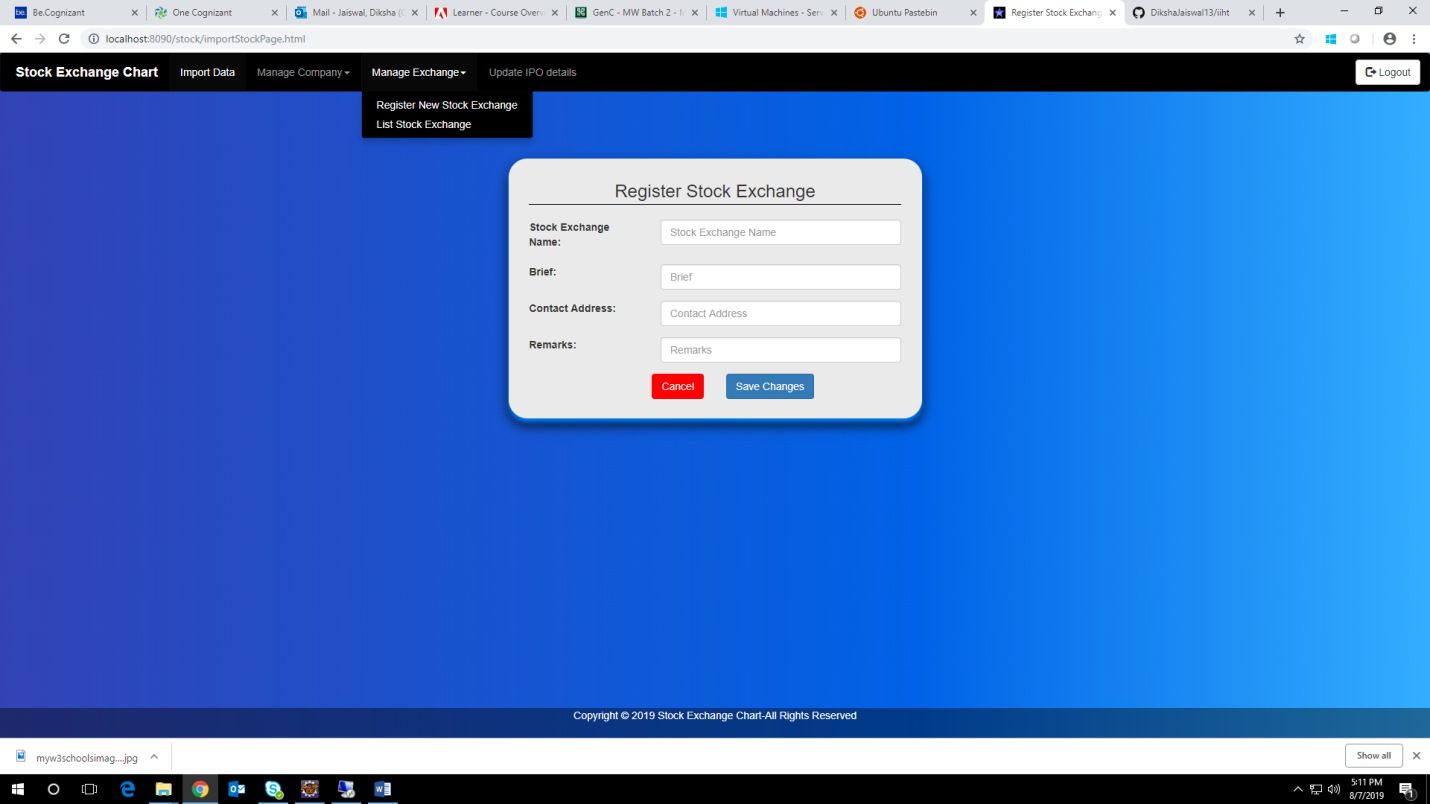 be. Be.Cognizant
One Cognizant
Mail - Jaiswal, Diksha (
Learner - Course Overv
GenC - MW Batch 2 -
Virtual Machines - Serv
Ubuntu Pastebin
Register Stock Exchang
DikshaJaiswal13/iiht
localhost:8090/stock/importStockPage.html
Stock Exchange Chart
Import Data
Manage Company
Manage Exchange
Update IPO details
Logout
Register New Stock Exchange
List Stock Exchange
Register Stock Exchange
Stock Exchange
Name:
Stock Exchange Name
Brief:
Brief
Contact Address:
Contact Address
Remarks:
Remarks
Cancel
Save Changes
Copyright © 2019 Stock Exchange Chart-All Rights Reserved
myw3schoolsimag....jpg
Show all
5:11 PM
8/7/2019
1